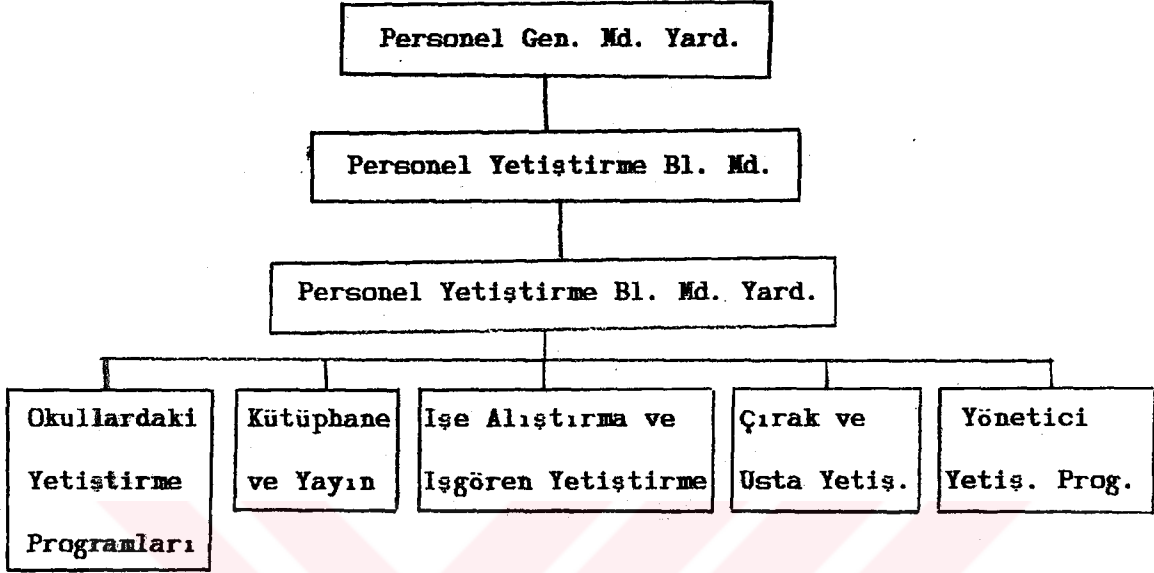 Personel Gen. Md. Yard.
Personel Yetiştirme Bl. Md.
Personel Yetiştirme Bl. Md. Yard.
Okullardaki
Yetiştirme
Programları
Kütüphane
ve Yayın
Işe Alıştırma ve
Işgören Yetiştirme
Çırak ve
Usta Yetiş.
Yönetici
Yetiş. Prog.